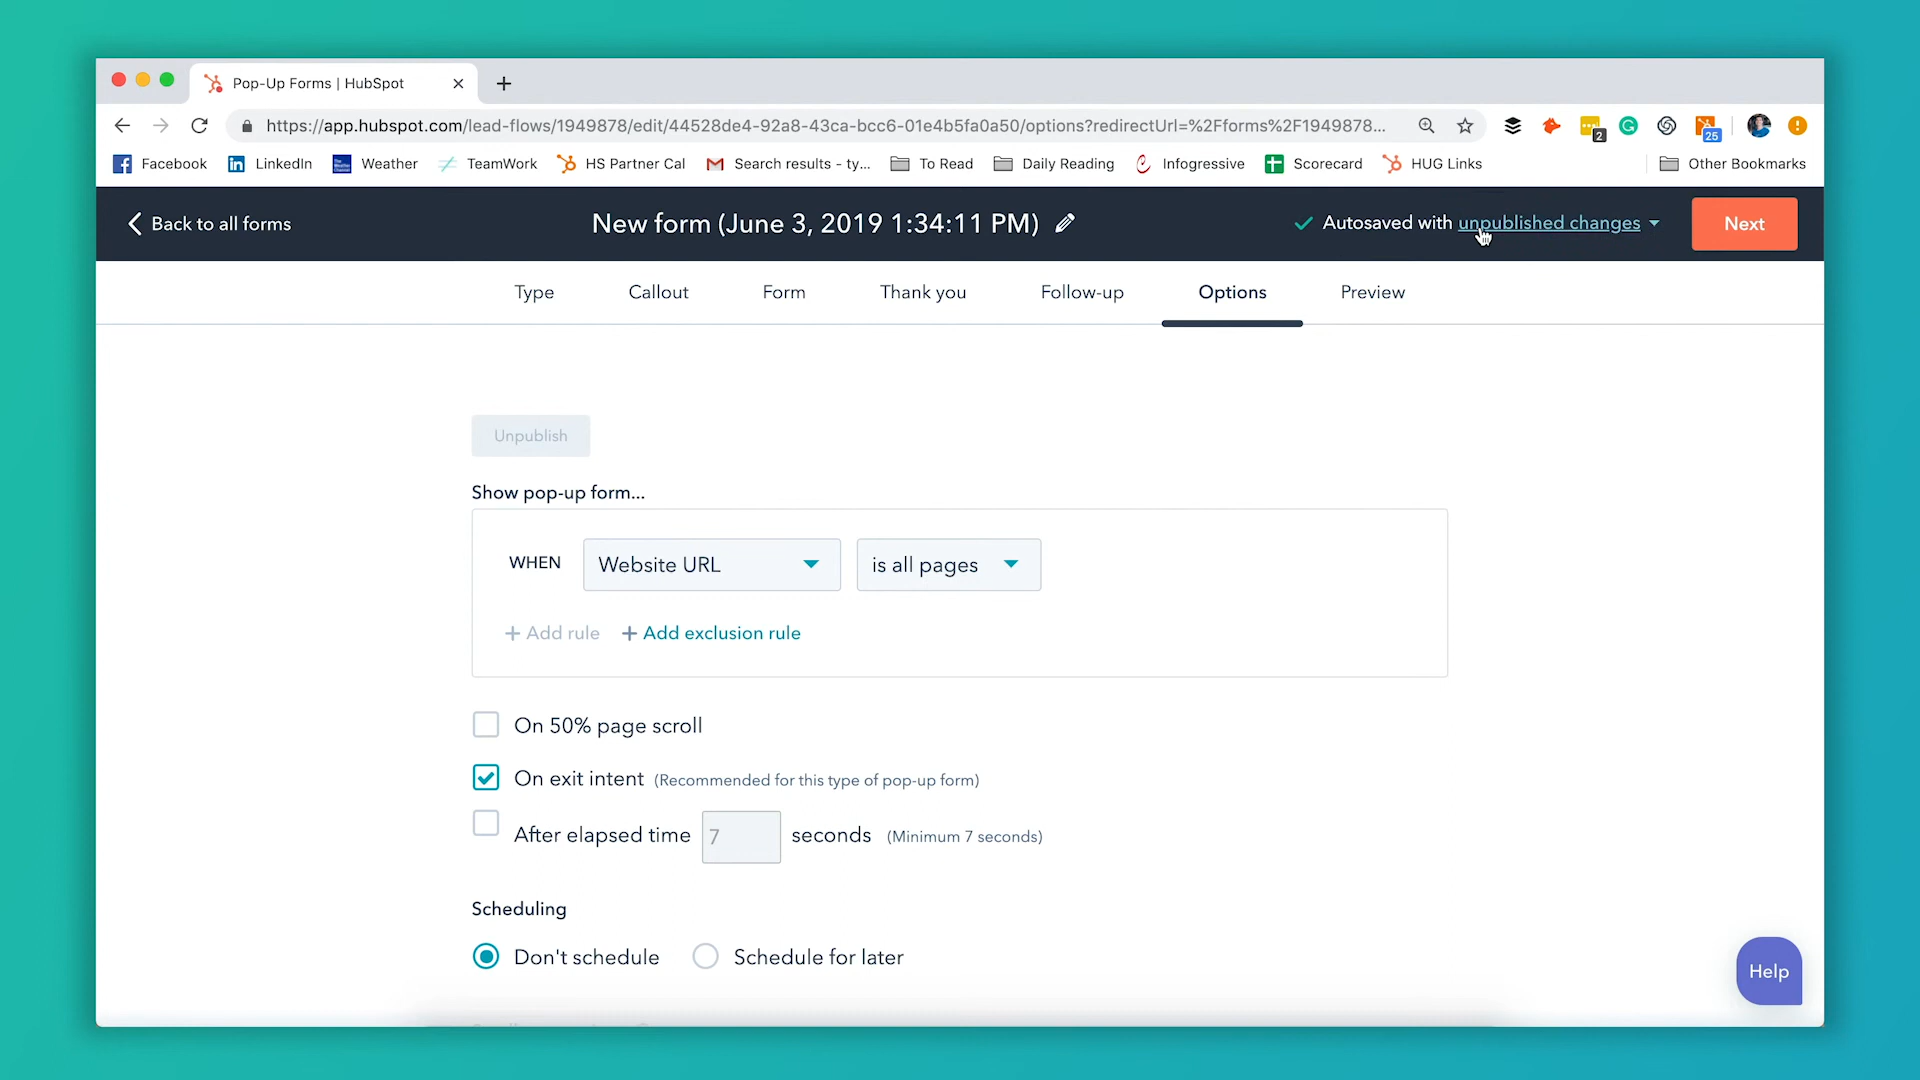 Pop-Up Forms | HubSpot
https://app.hubspot.com/lead-flows/1949878/edit/44528de4-92a8-43ca-bcc6-01e4b5fa0a50/options?redirectUrl=%2Fforms%2F1949878...
2
25
Facebook LinkedIn Weather TeamWork HS Partner Cal Search results - ty... To Read Daily Reading Infogressive Scorecard HUG Links Other Bookmarks
Back to all forms New form (June 3, 2019 1:34:11 PM) Autosaved with unpublished changes Next
Type Callout Form Thank you Follow-up Options Preview
Unpublish
Show pop-up form...
WHEN Website URL is all pages
+ Add rule + Add exclusion rule
On 50% page scroll
On exit intent (Recommended for this type of pop-up form)
After elapsed time 7 seconds (Minimum 7 seconds)
Scheduling
Don't schedule Schedule for later
Help